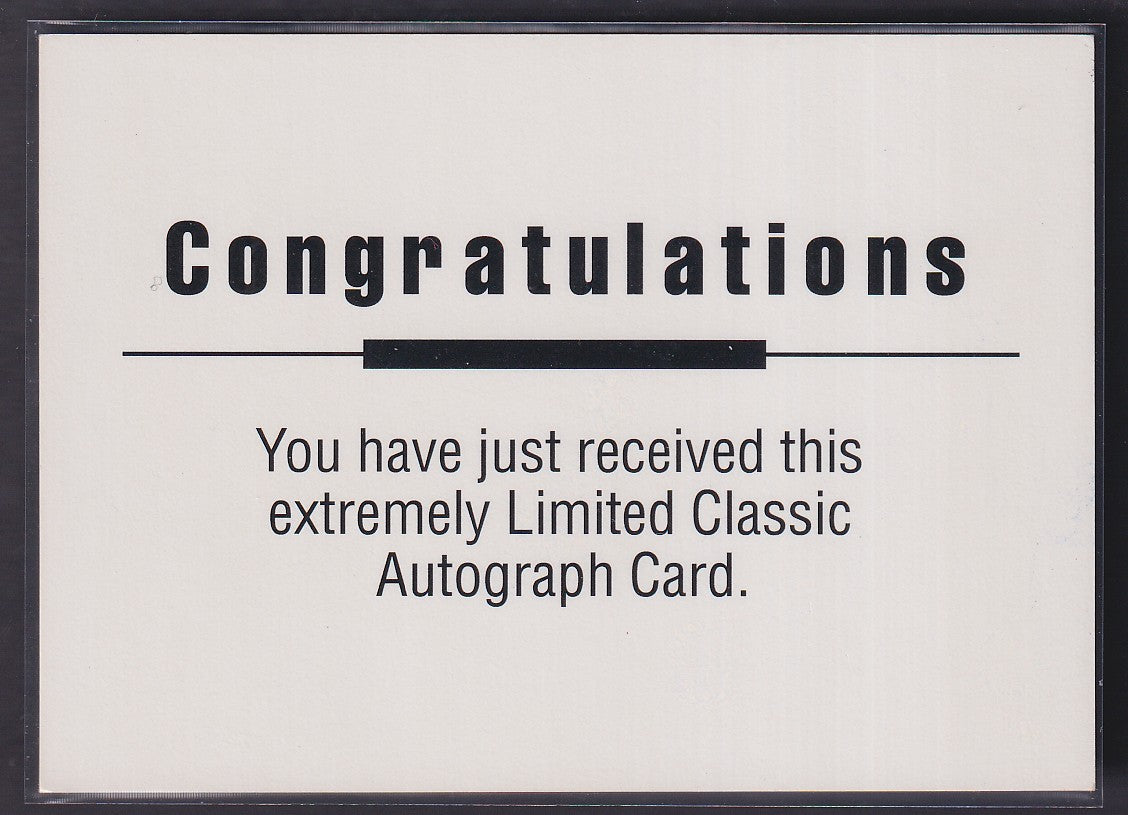 Congratulations
You have just received this
extremely Limited Classic
Autograph Card.